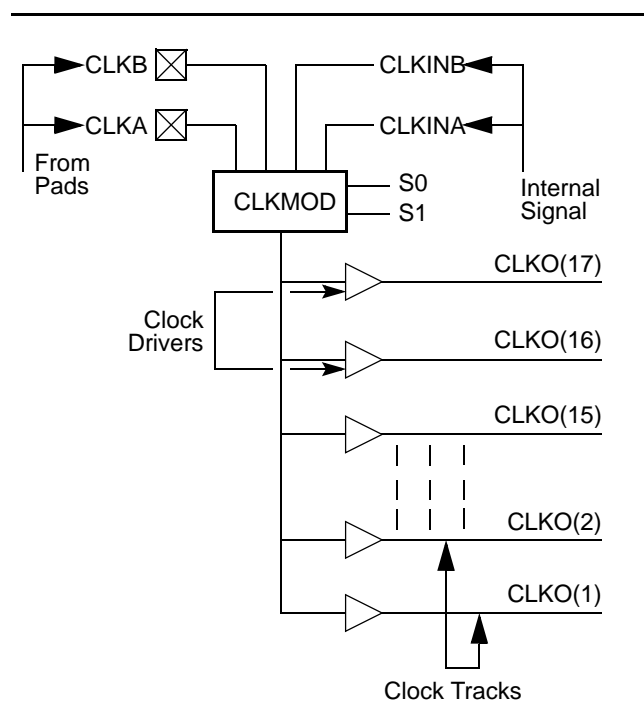 CLKB
CLKINB
CLKA
CLKINA
From
Pads
CLKMOD
S0
S1
Internal
Signal
CLKO(17)
Clock
Drivers
CLKO(16)
CLKO(15)
CLKO(2)
CLKO(1)
Clock Tracks